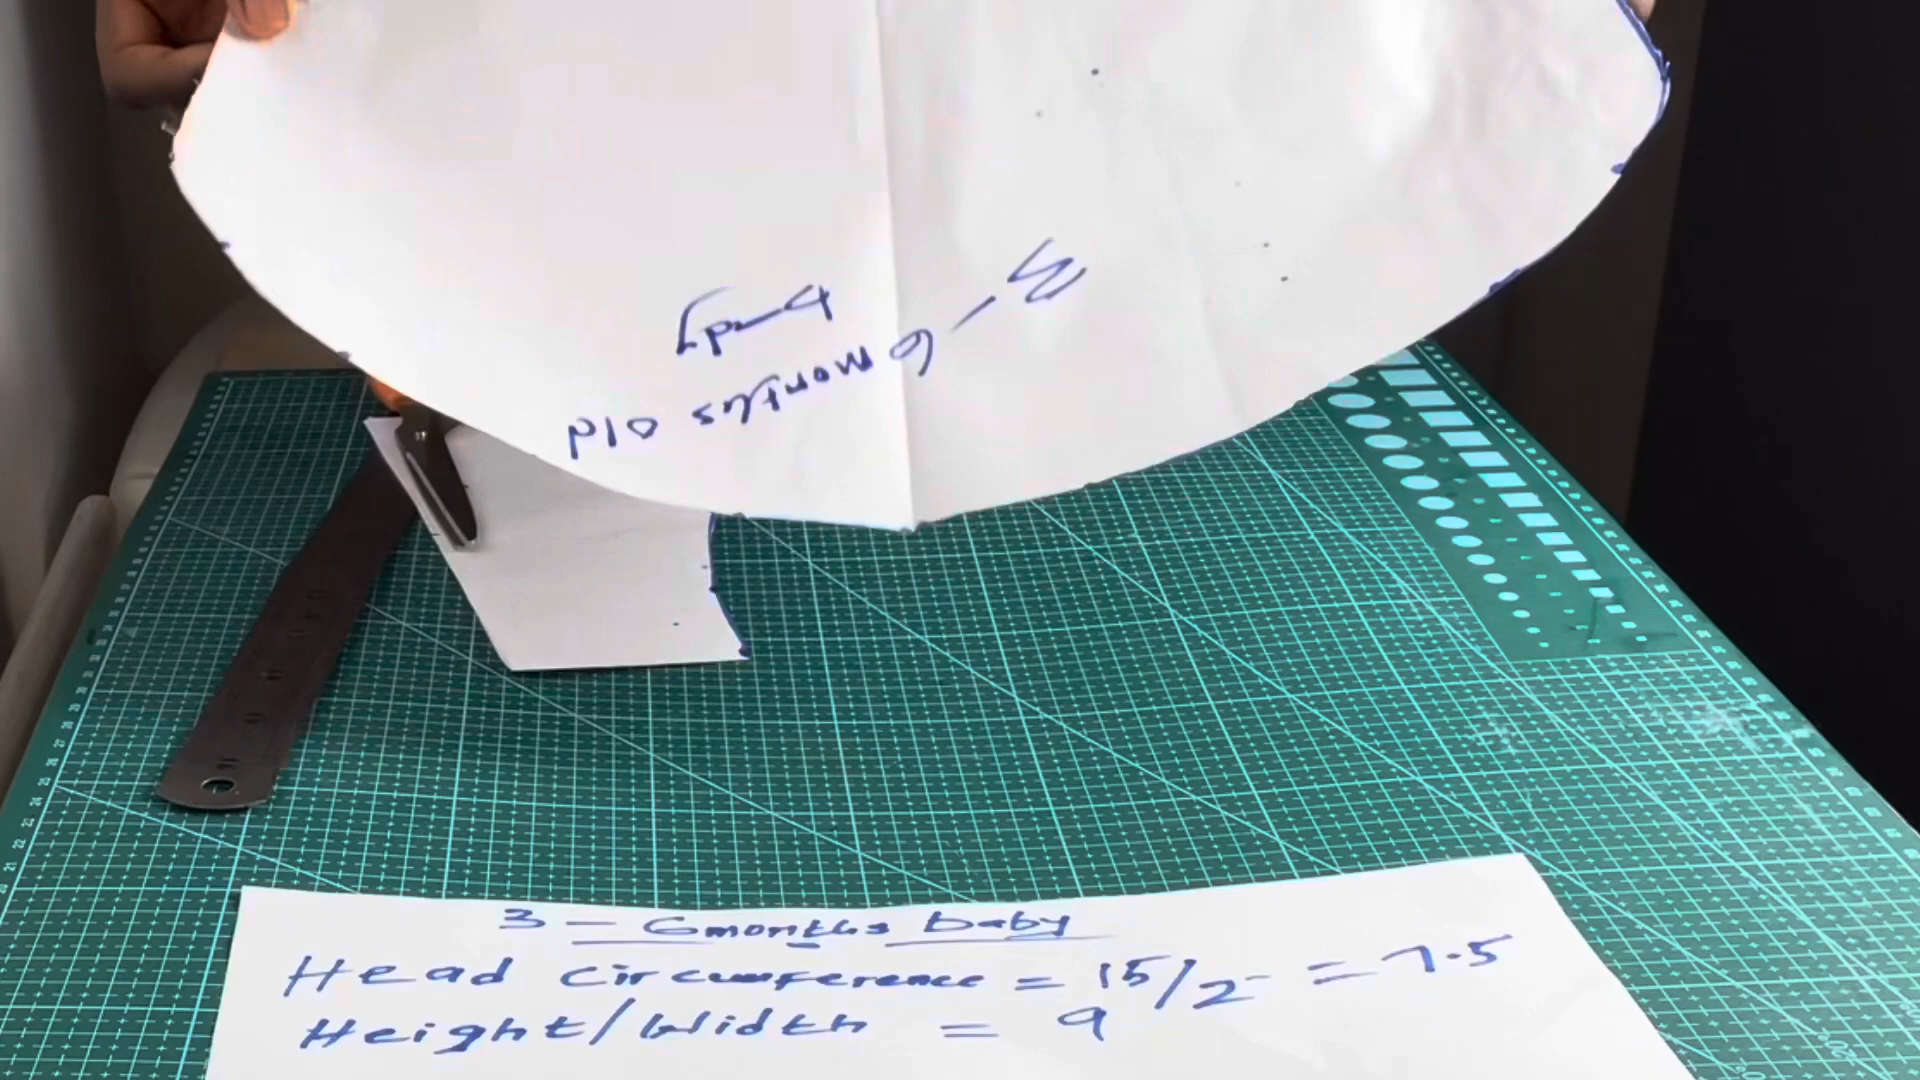 3 - 6 months old
baby
3 - 6months baby
Head circumference = 15/2 = 7.5
Height/Width = 9